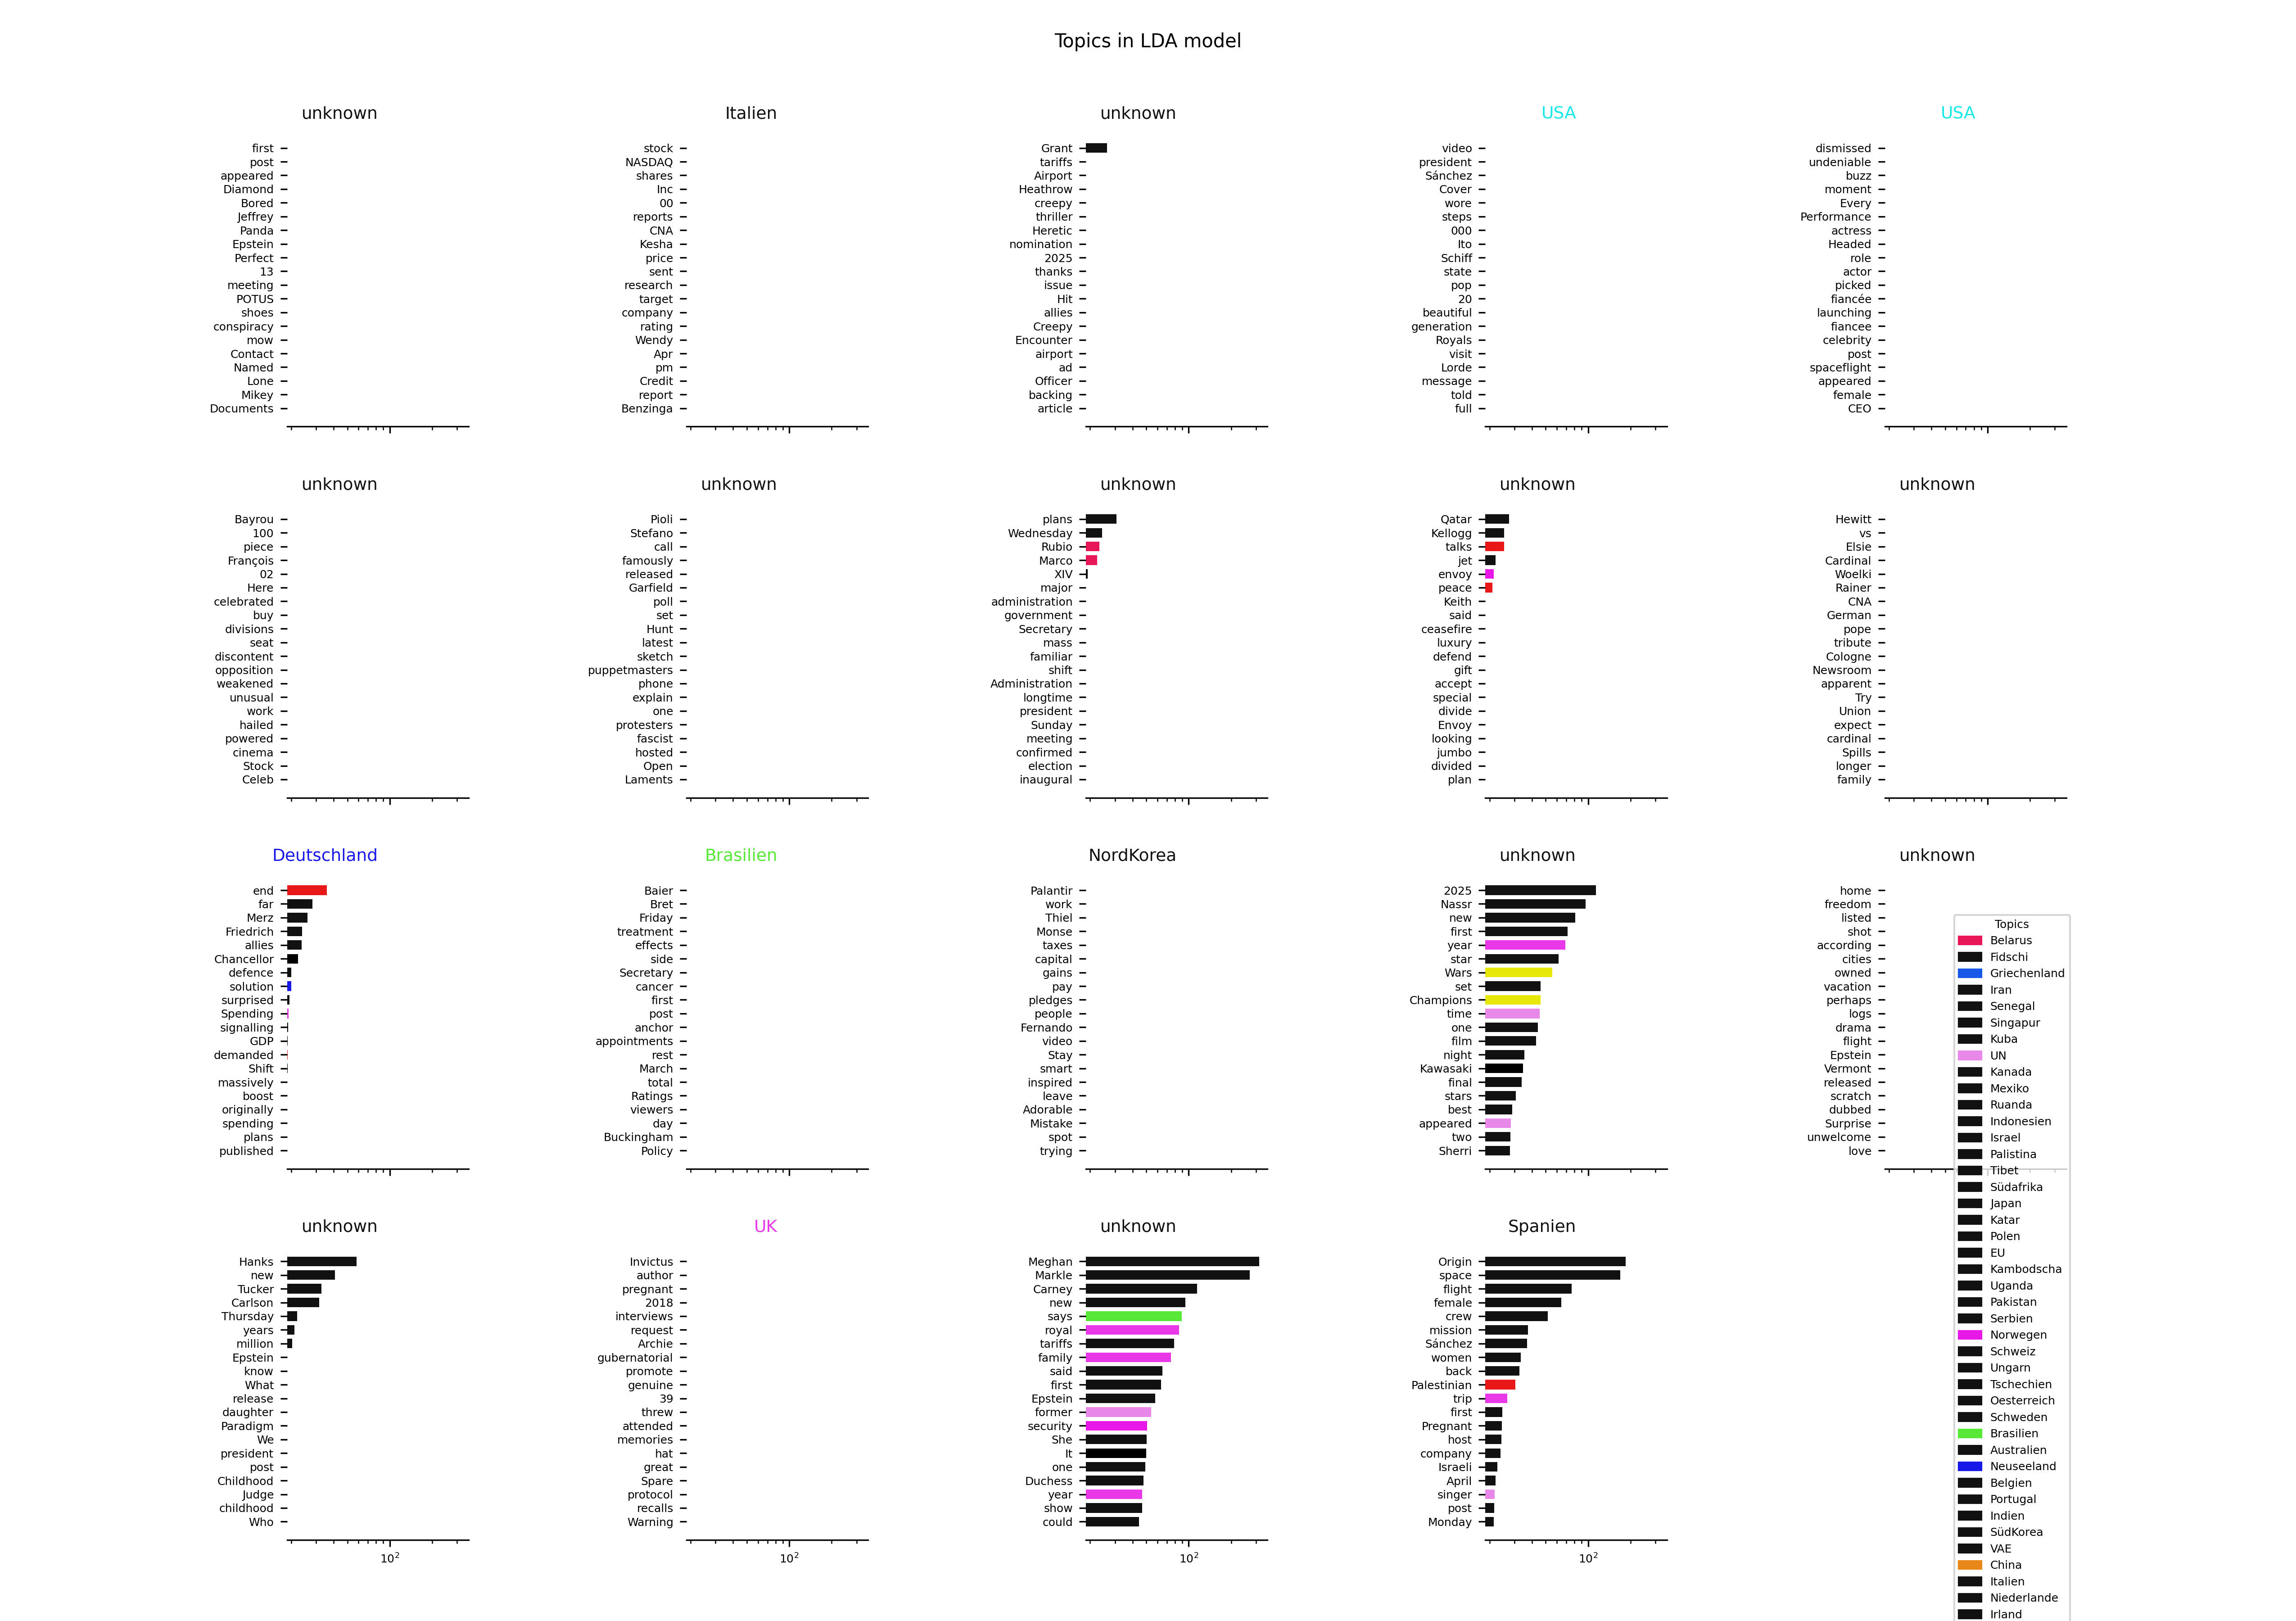 Topics in LDA model
unknown
first
post
appeared
Diamond
Bored
Jeffrey
Panda
Epstein
Perfect
13
meeting
POTUS
shoes
conspiracy
mow
Contact
Named
Lone
Mikey
Documents
Italien
stock
NASDAQ
shares
Inc
00
reports
CNA
Kesha
price
sent
research
target
company
rating
Wendy
Apr
pm
Credit
report
Benzinga
unknown
Grant
tariffs
Airport
Heathrow
creepy
thriller
Heretic
nomination
2025
thanks
issue
Hit
allies
Creepy
Encounter
airport
ad
Officer
backing
article
USA
video
president
Sánchez
Cover
wore
steps
000
Ito
Schiff
state
pop
20
beautiful
generation
Royals
visit
Lorde
message
told
full
USA
dismissed
undeniable
buzz
moment
Every
Performance
actress
Headed
role
actor
picked
fiancée
launching
fiancee
celebrity
post
spaceflight
appeared
female
CEO
unknown
Bayrou
100
piece
François
02
Here
celebrated
buy
divisions
seat
discontent
opposition
weakened
unusual
work
hailed
powered
cinema
Stock
Celeb
unknown
Pioli
Stefano
call
famously
released
Garfield
poll
set
Hunt
latest
sketch
puppetmasters
phone
explain
one
protesters
fascist
hosted
Open
Laments
unknown
plans
Wednesday
Rubio
Marco
XIV
major
administration
government
Secretary
mass
familiar
shift
Administration
longtime
president
Sunday
meeting
confirmed
election
inaugural
unknown
Qatar
Kellogg
talks
jet
envoy
peace
Keith
said
ceasefire
luxury
defend
gift
accept
special
divide
Envoy
looking
jumbo
divided
plan
unknown
Hewitt
vs
Elsie
Cardinal
Woelki
Rainer
CNA
German
pope
tribute
Cologne
Newsroom
apparent
Try
Union
expect
cardinal
Spills
longer
family
Deutschland
end
far
Merz
Friedrich
allies
Chancellor
defence
solution
surprised
Spending
signalling
GDP
demanded
Shift
massively
boost
originally
spending
plans
published
Brasilien
Baier
Bret
Friday
treatment
effects
side
Secretary
cancer
first
post
anchor
appointments
rest
March
total
Ratings
viewers
day
Buckingham
Policy
NordKorea
Palantir
work
Thiel
Monse
taxes
capital
gains
pay
pledges
people
Fernando
video
Stay
smart
inspired
leave
Adorable
Mistake
spot
trying
unknown
2025
Nassr
new
first
year
star
Wars
set
Champions
time
one
film
night
Kawasaki
final
stars
best
appeared
two
Sherri
unknown
home
freedom
listed
shot
according
cities
owned
vacation
perhaps
logs
drama
flight
Epstein
Vermont
released
scratch
dubbed
Surprise
unwelcome
love
unknown
Hanks
new
Tucker
Carlson
Thursday
years
million
Epstein
know
What
release
daughter
Paradigm
We
president
post
Childhood
Judge
childhood
Who
10²
UK
Invictus
author
pregnant
2018
interviews
request
Archie
gubernatorial
promote
genuine
39
threw
attended
memories
hat
great
Spare
protocol
recalls
Warning
10²
unknown
Meghan
Markle
Carney
new
says
royal
tariffs
family
said
first
Epstein
former
security
She
It
one
Duchess
year
show
could
10²
Spanien
Origin
space
flight
female
crew
mission
Sánchez
women
back
Palestinian
trip
first
Pregnant
host
company
Israeli
April
singer
post
Monday
10²
Topics
Belarus
Fidschi
Griechenland
Iran
Senegal
Singapur
Kuba
UN
Kanada
Mexiko
Ruanda
Indonesien
Israel
Palistina
Tibet
Südafrika
Japan
Katar
Polen
EU
Kambodscha
Uganda
Pakistan
Serbien
Norwegen
Schweiz
Ungarn
Tschechien
Oesterreich
Schweden
Brasilien
Australien
Neuseeland
Belgien
Portugal
Indien
SüdKorea
VAE
China
Italien
Niederlande
Irland